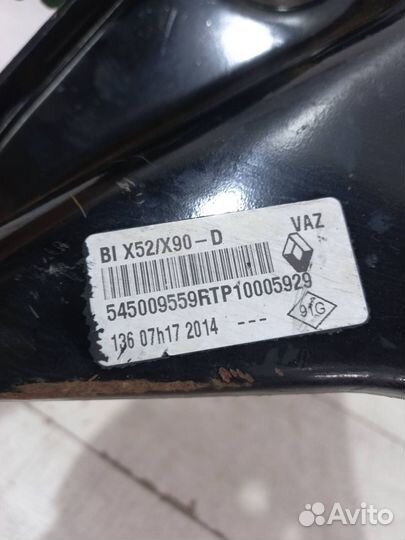 BI X52/X90-D
VAZ
545009559RTP10005929
136 07h17 2014 ---
91G
Avito